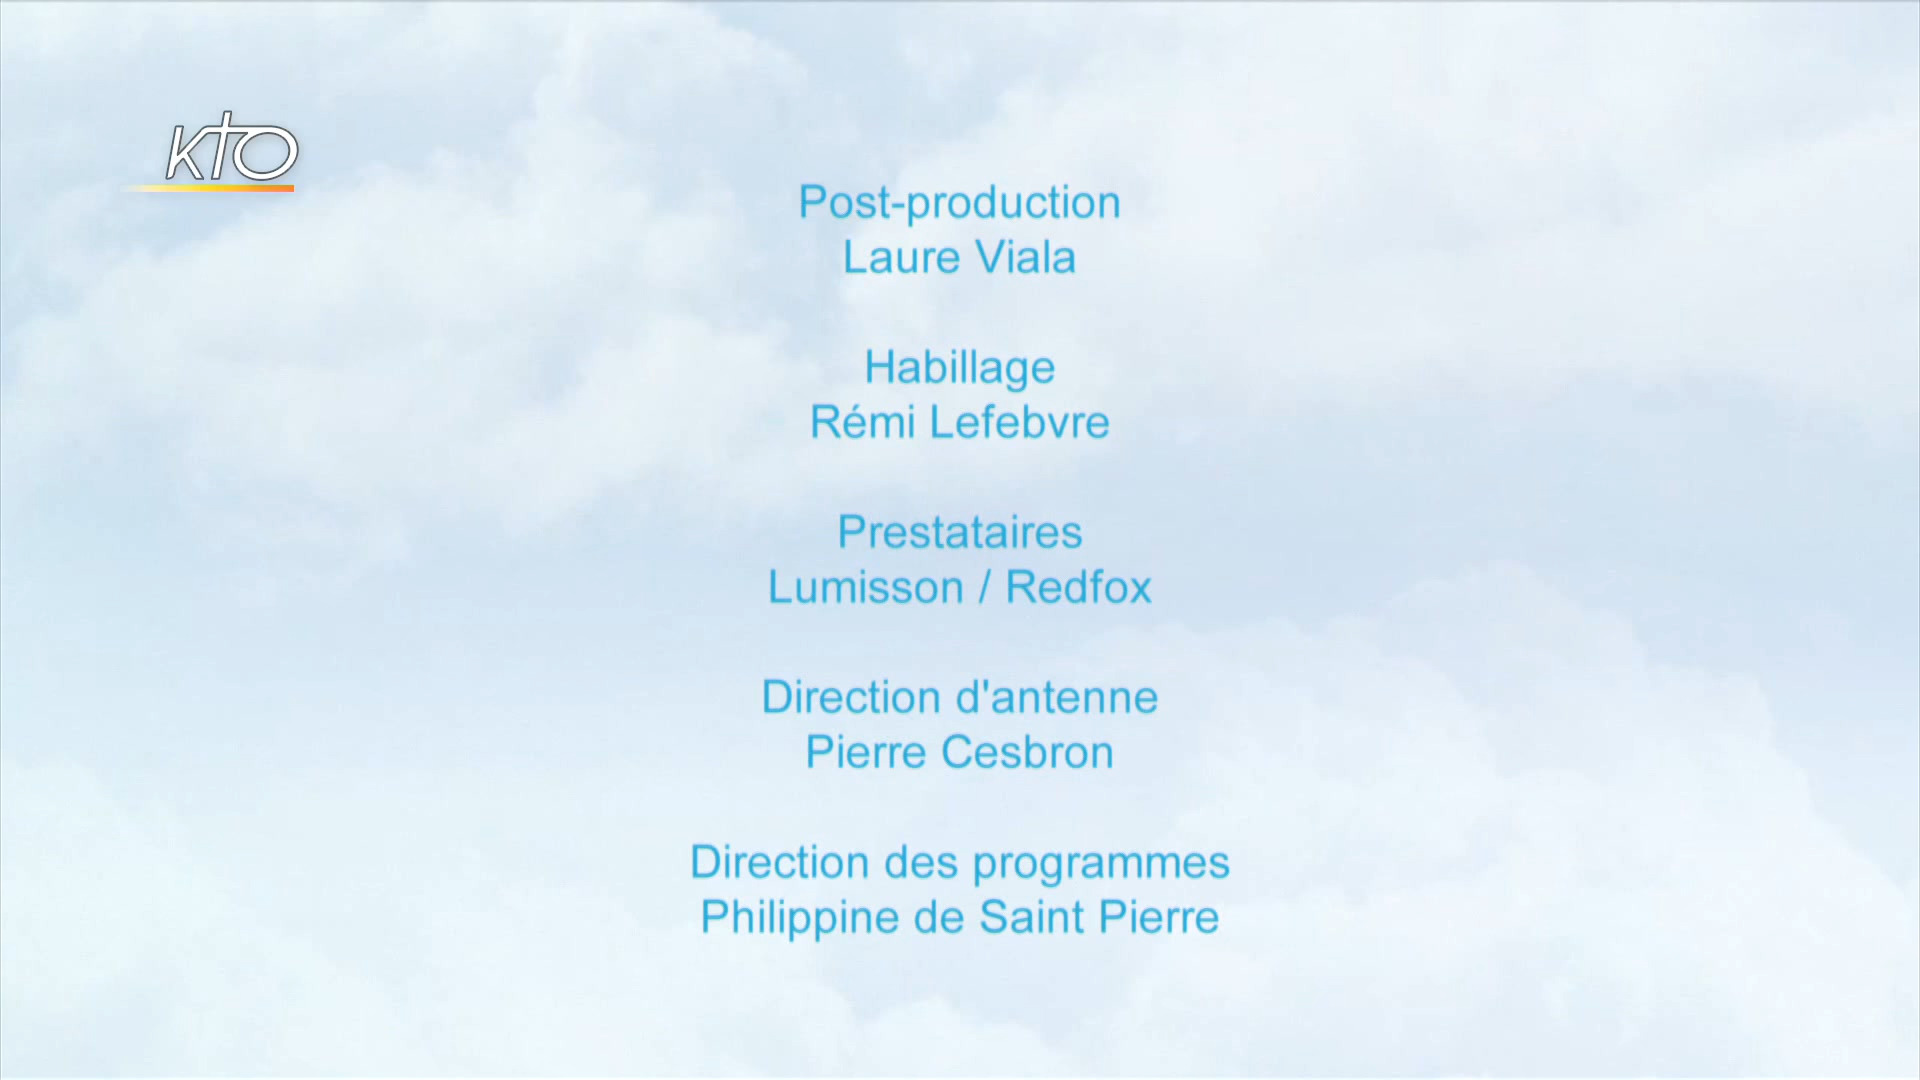 KTO
Post-production
Laure Viala
Habillage
Rémi Lefebvre
Prestataires
Lumisson / Redfox
Direction d'antenne
Pierre Cesbron
Direction des programmes
Philippine de Saint Pierre